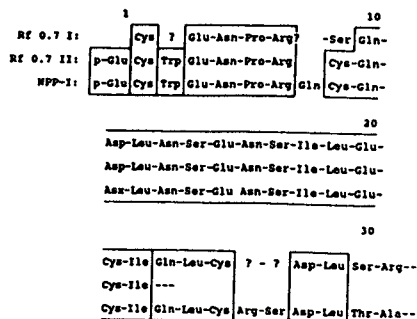 1 10
Rf 0.7 I: Cys ? Glu-Asn-Pro-Arg? -Ser Gln-
Rf 0.7 II: p-Glu Cys Trp Glu-Asn-Pro-Arg Cys-Gln-
NPP-I: p-Glu Cys Trp Glu-Asn-Pro-Arg Gln Cys-Gln-
20
Asp-Leu-Asn-Ser-Glu-Asn-Ser-Ile-Leu-Glu-
Asp-Leu-Asn-Ser-Glu-Asn-Ser-Ile-Leu-Glu-
Asx-Leu-Asn-Ser-Glu Asn-Ser-Ile-Leu-Glu-
30
Cys-Ile Gln-Leu-Cys ? - ? Asp-Leu Ser-Arg--
Cys-Ile ---
Cys-Ile Gln-Leu-Cys Arg-Ser Asp-Leu Thr-Ala--